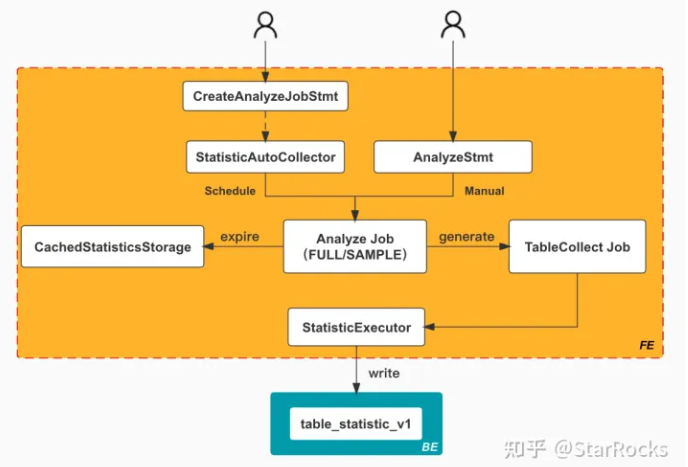 CreateAnalyzeJobStmt
StatisticAutoCollector
AnalyzeStmt
Schedule
Manual
CachedStatisticsStorage
expire
Analyze Job
（FULL/SAMPLE）
generate
TableCollect Job
StatisticExecutor
FE
write
table_statistic_v1
BE
知乎 @StarRocks